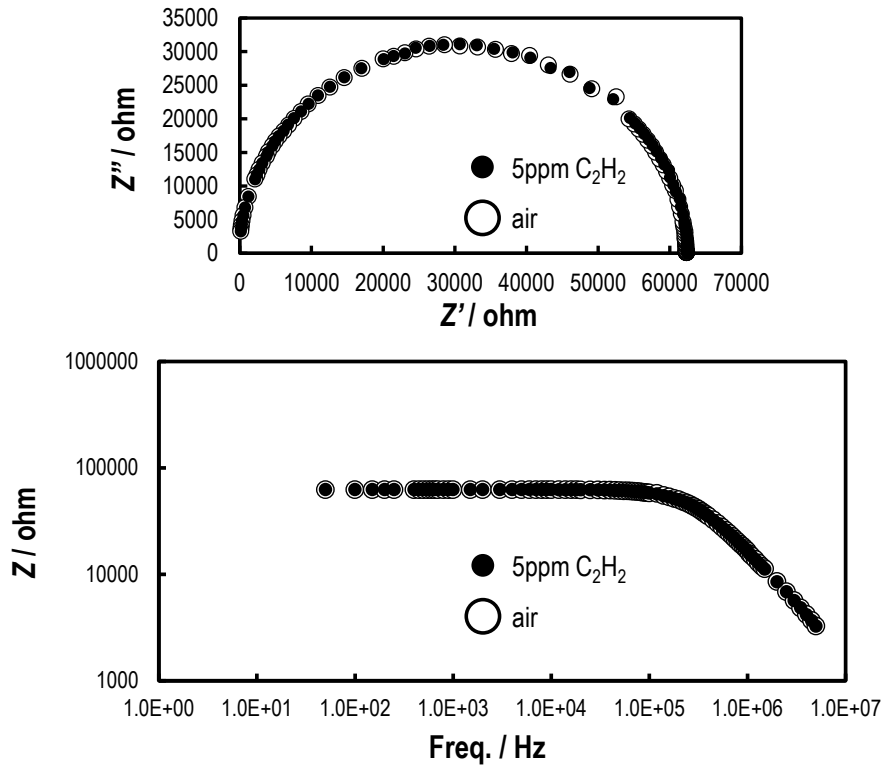 35000
30000
25000
20000
15000
10000
5000
0
Z'' / ohm
5ppm C₂H₂
air
0 10000 20000 30000 40000 50000 60000 70000
Z' / ohm
1000000
100000
10000
1000
Z / ohm
5ppm C₂H₂
air
1.0E+00 1.0E+01 1.0E+02 1.0E+03 1.0E+04 1.0E+05 1.0E+06 1.0E+07
Freq. / Hz